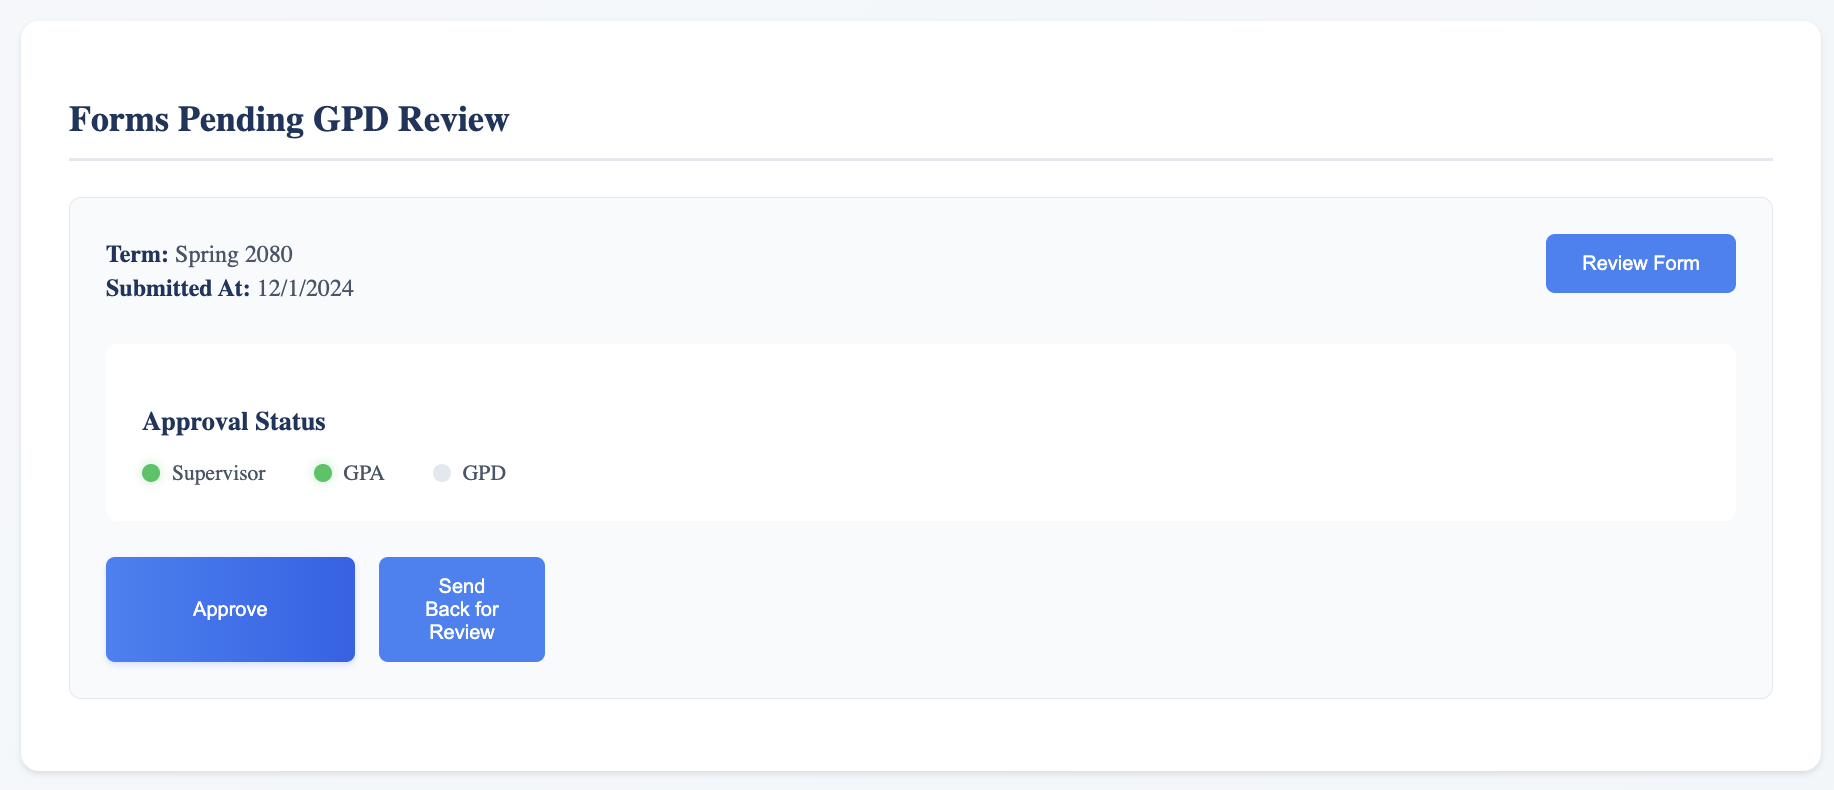 Forms Pending GPD Review
Term: Spring 2080
Submitted At: 12/1/2024
Review Form
Approval Status
Supervisor GPA GPD
Approve
Send
Back for
Review